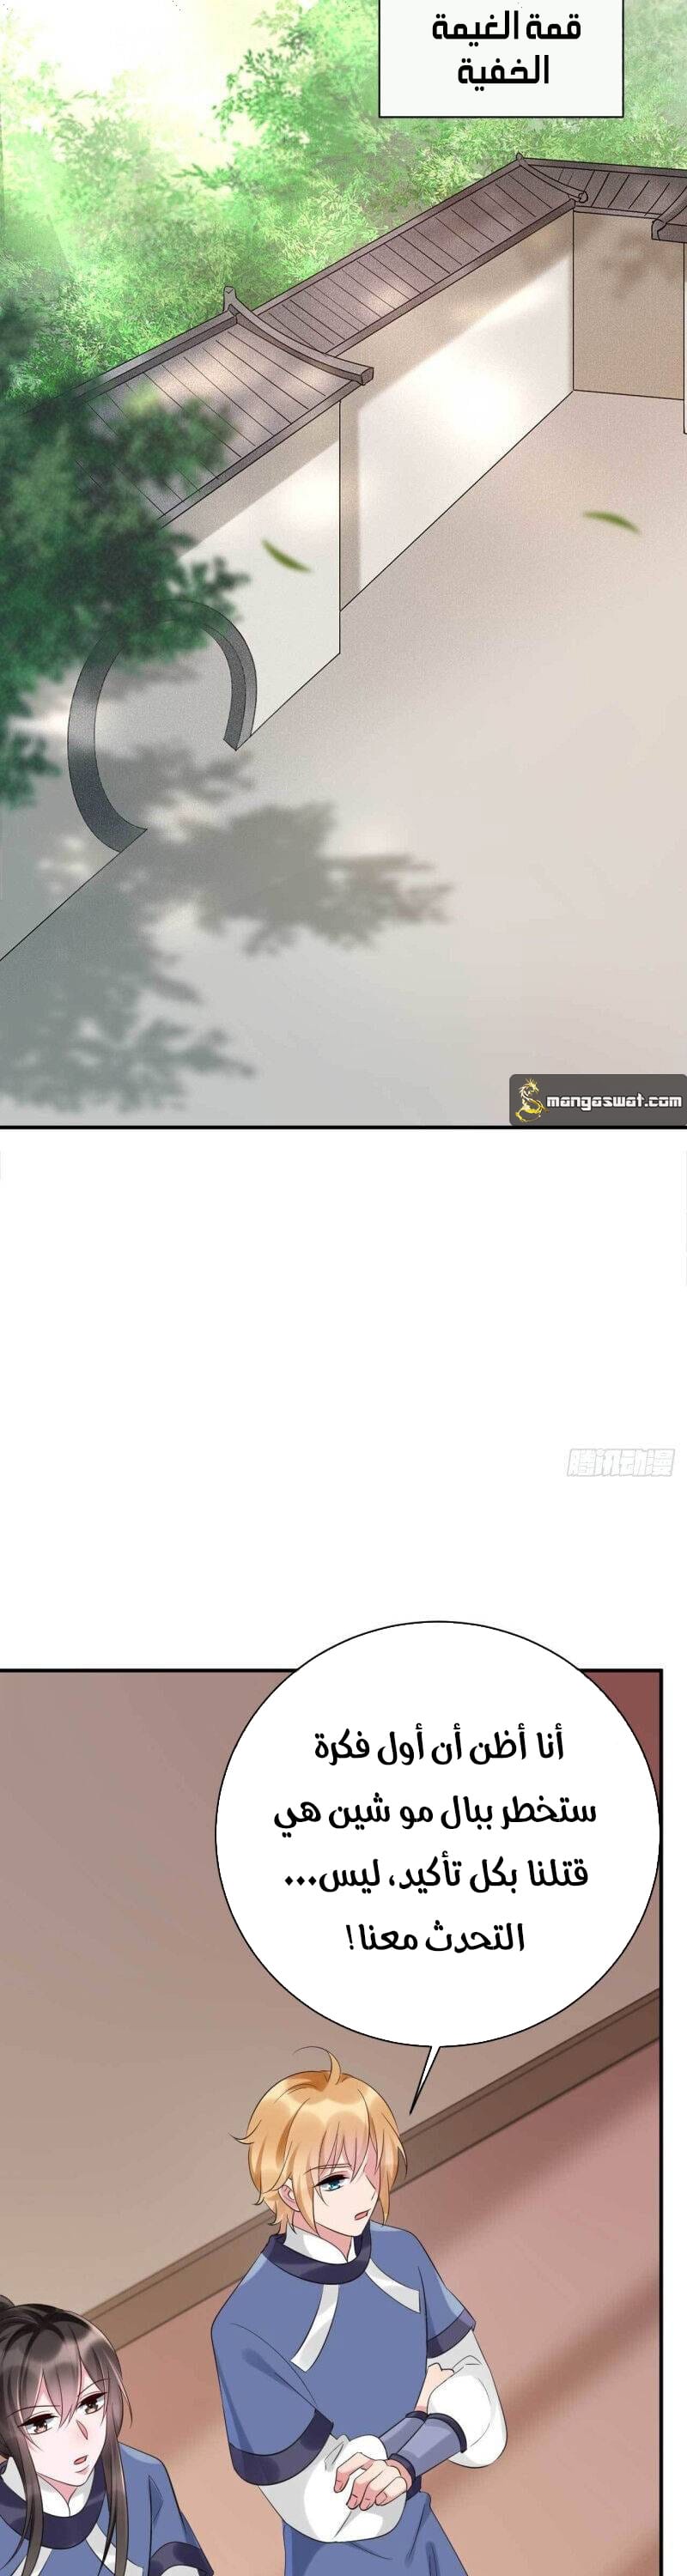 قمة الغيمة
الخفية
mangaswat.com
腾讯动漫
أنا أظن أن أول فكرة
ستخطر ببال مو شين هي
قتلنا بكل تأكيد، ليس...
التحدث معنا!